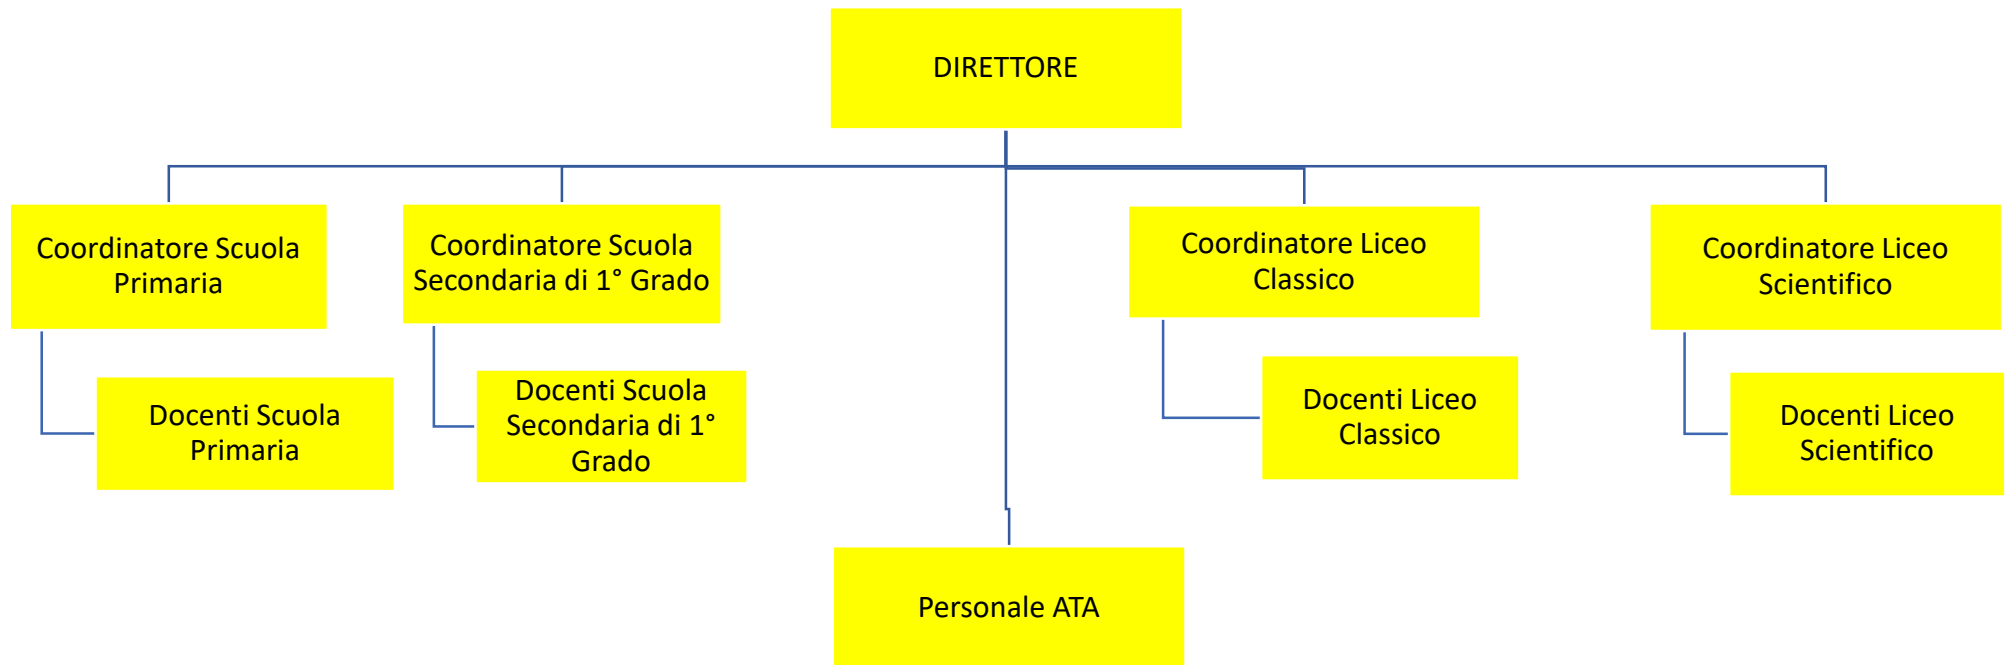 DIRETTORE
Coordinatore Scuola
Primaria
Coordinatore Scuola
Secondaria di 1° Grado
Coordinatore Liceo
Classico
Coordinatore Liceo
Scientifico
Docenti Scuola
Primaria
Docenti Scuola
Secondaria di 1°
Grado
Docenti Liceo
Classico
Docenti Liceo
Scientifico
Personale ATA